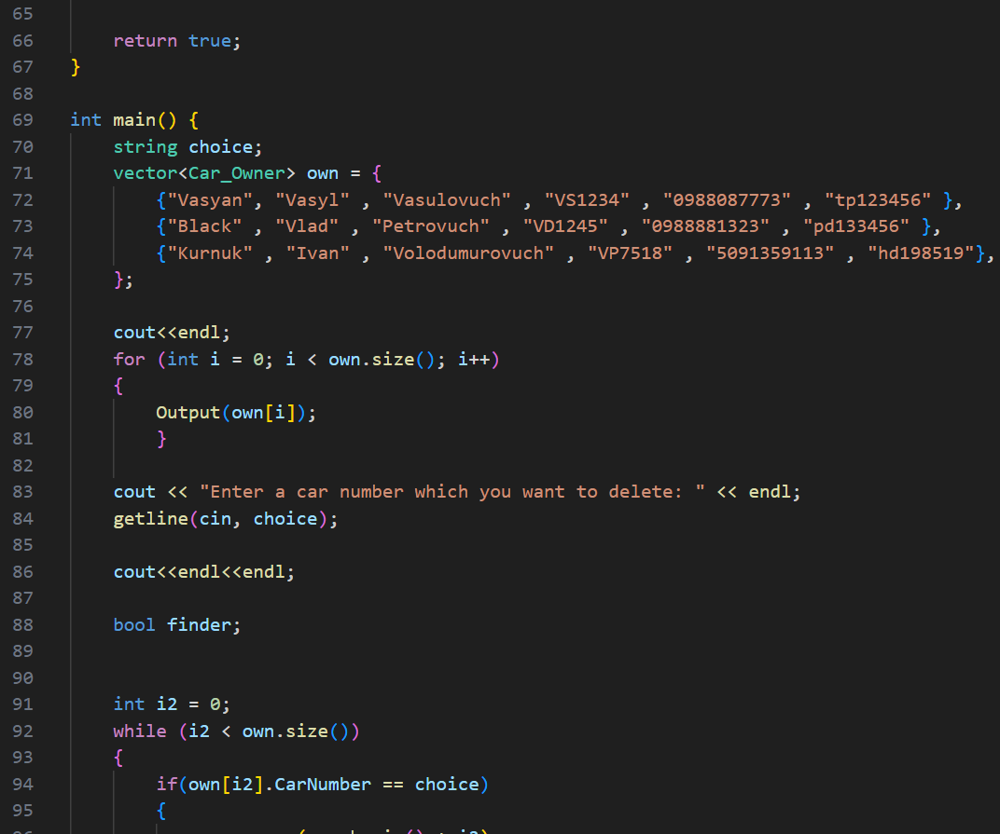 65
66 return true;
67 }
68
69 int main() {
70 string choice;
71 vector<Car_Owner> own = {
72 {"Vasyan", "Vasyl" , "Vasulovuch" , "VS1234" , "0988087773" , "tp123456" },
73 {"Black" , "Vlad" , "Petrovuch" , "VD1245" , "0988881323" , "pd133456" },
74 {"Kurnuk" , "Ivan" , "Volodumurovuch" , "VP7518" , "5091359113" , "hd198519"},
75 };
76
77 cout<<endl;
78 for (int i = 0; i < own.size(); i++)
79 {
80 Output(own[i]);
81 }
82
83 cout << "Enter a car number which you want to delete: " << endl;
84 getline(cin, choice);
85
86 cout<<endl<<endl;
87
88 bool finder;
89
90
91 int i2 = 0;
92 while (i2 < own.size())
93 {
94 if(own[i2].CarNumber == choice)
95 {